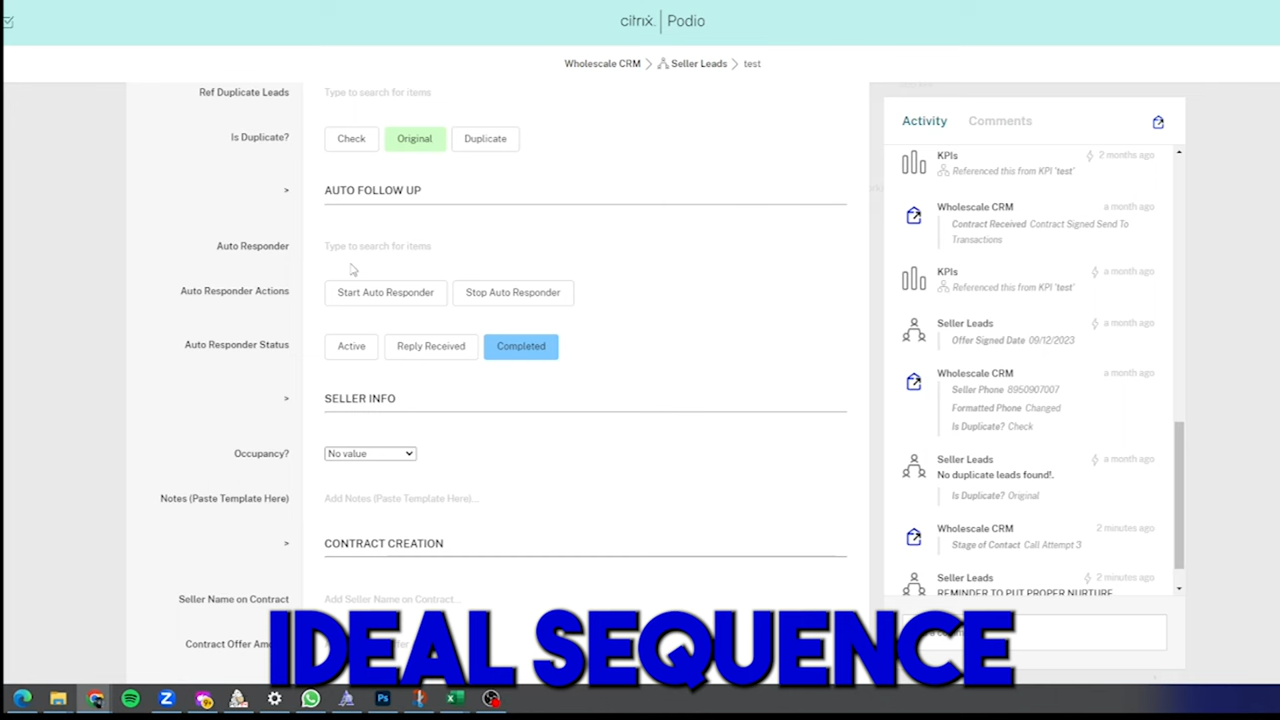 citrix. | Podio
Wholescale CRM > Seller Leads > test
Ref Duplicate Leads
Type to search for items
Is Duplicate?
Check
Original
Duplicate
> AUTO FOLLOW UP
Auto Responder
Type to search for items
Auto Responder Actions
Start Auto Responder
Stop Auto Responder
Auto Responder Status
Active
Reply Received
Completed
> SELLER INFO
Occupancy?
No value
Notes (Paste Template Here)
Add Notes (Paste Template Here)...
> CONTRACT CREATION
Seller Name on Contract
Add Seller Name on Contract...
Contract Offer
Activity
Comments
KPIs
2 months ago
Referenced this from KPI 'test'
Wholescale CRM
a month ago
Contract Received Contract Signed Send To
Transactions
KPIs
a month ago
Referenced this from KPI 'test'
Seller Leads
a month ago
Offer Signed Date 09/12/2023
Wholescale CRM
a month ago
Seller Phone 8950907007
Formatted Phone Changed
Is Duplicate? Check
Seller Leads
a month ago
No duplicate leads found!.
Is Duplicate? Original
Wholescale CRM
2 minutes ago
Stage of Contact Call Attempt 3
Seller Leads
2 minutes ago
REMINDER TO PUT PROPER NURTURE
IDEAL SEQUENCE